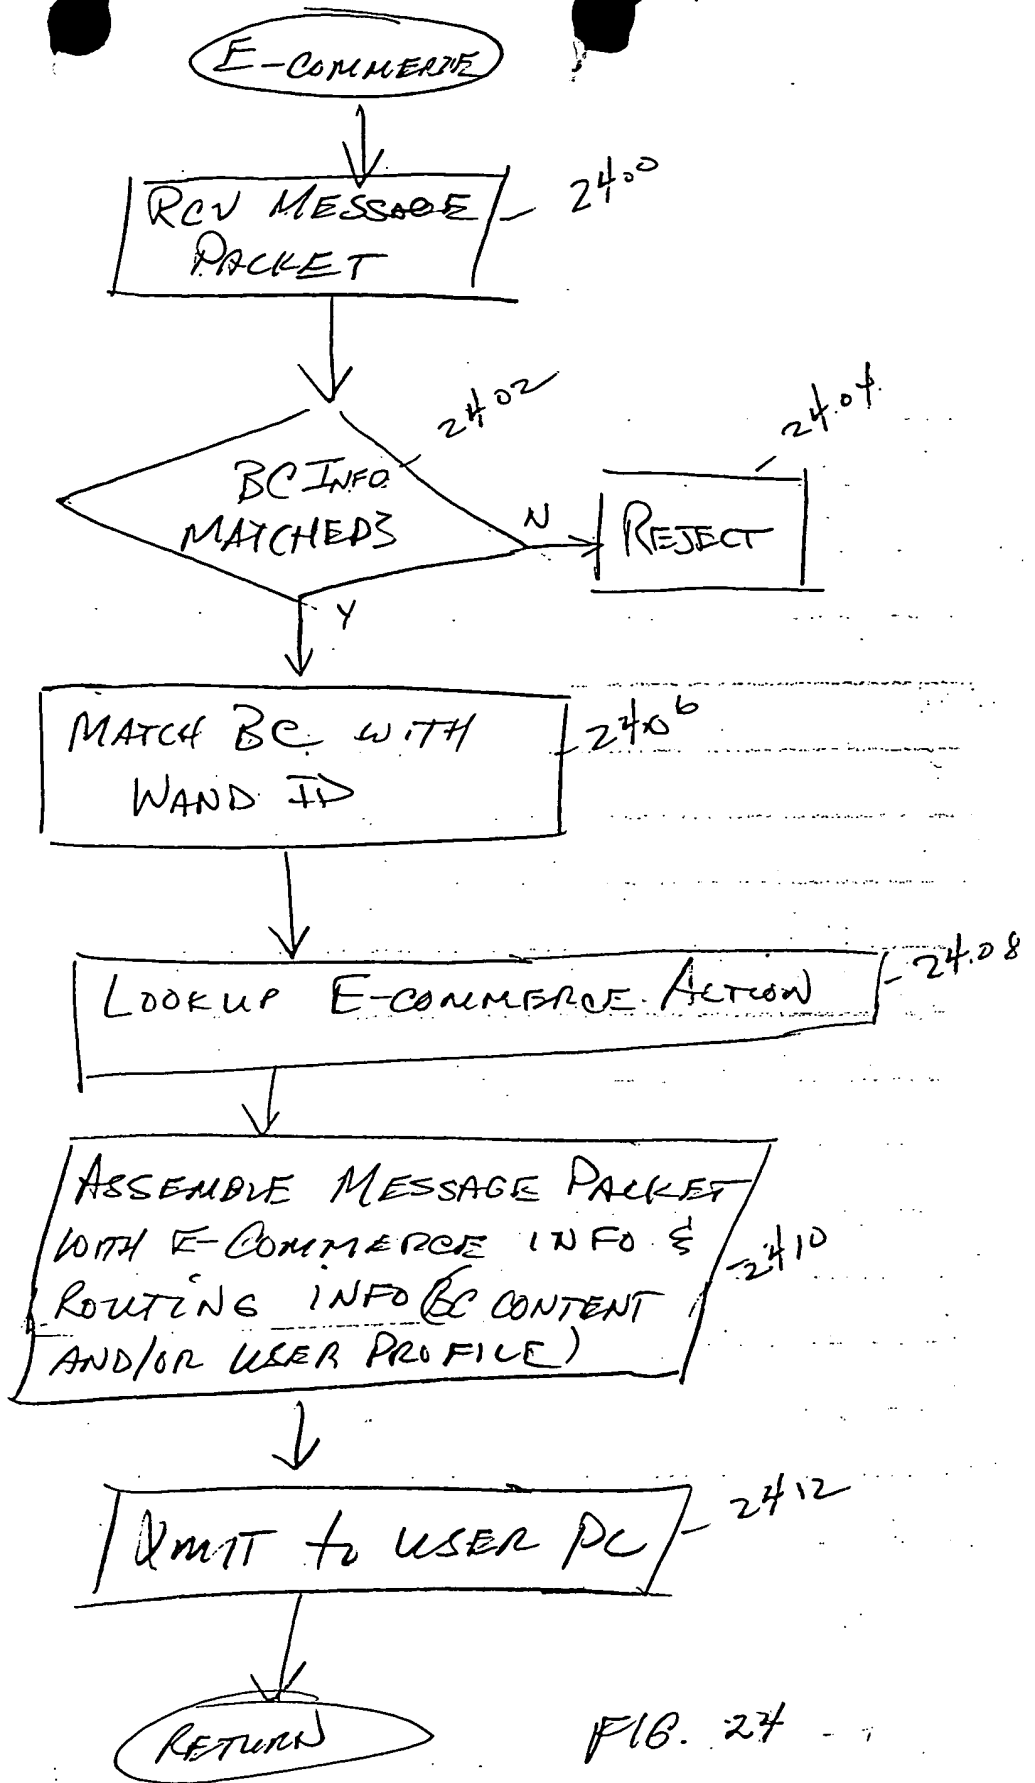 E-COMMERCE
RCV MESSAGE
PACKET
2400
2402
BC INFO
MATCHED?
N
2404
REJECT
Y
MATCH BC WITH
WAND ID
2406
LOOKUP E-COMMERCE ACTION
2408
ASSEMBLE MESSAGE PACKET
WITH E-COMMERCE INFO &
ROUTING INFO (BC CONTENT
AND/OR USER PROFILE)
2410
XMIT to USER PC
2412
RETURN
FIG. 24